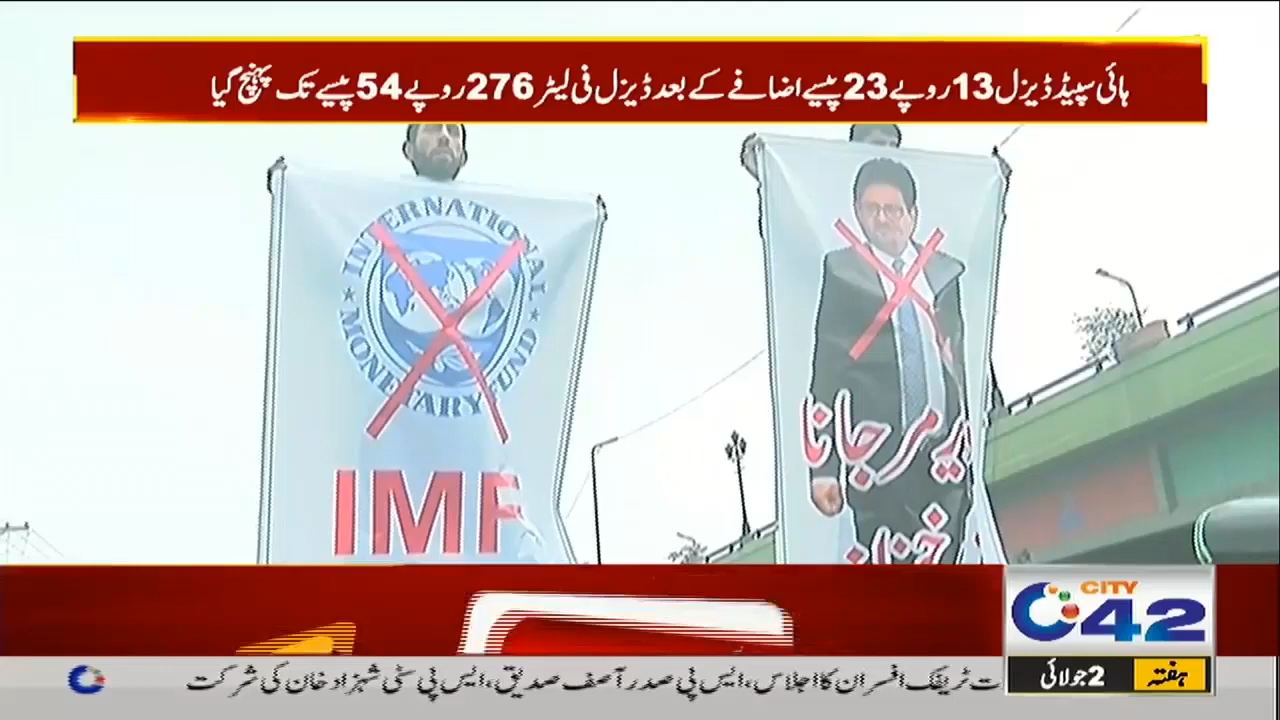 ہائی سپیڈ ڈیزل 13 روپے 23 پیسے اضافے کے بعد ڈیزل فی لیٹر 276 روپے 54 پیسے تک پہنچ گیا
INTERNATIONAL MONETARY FUND
IMF
مر جانا
CITY
42
ہفتہ
2 جولائی
ٹریفک افسران کا اجلاس، ایس پی صدر آصف صدیق، ایس پی سٹی شہزاد خان کی شرکت